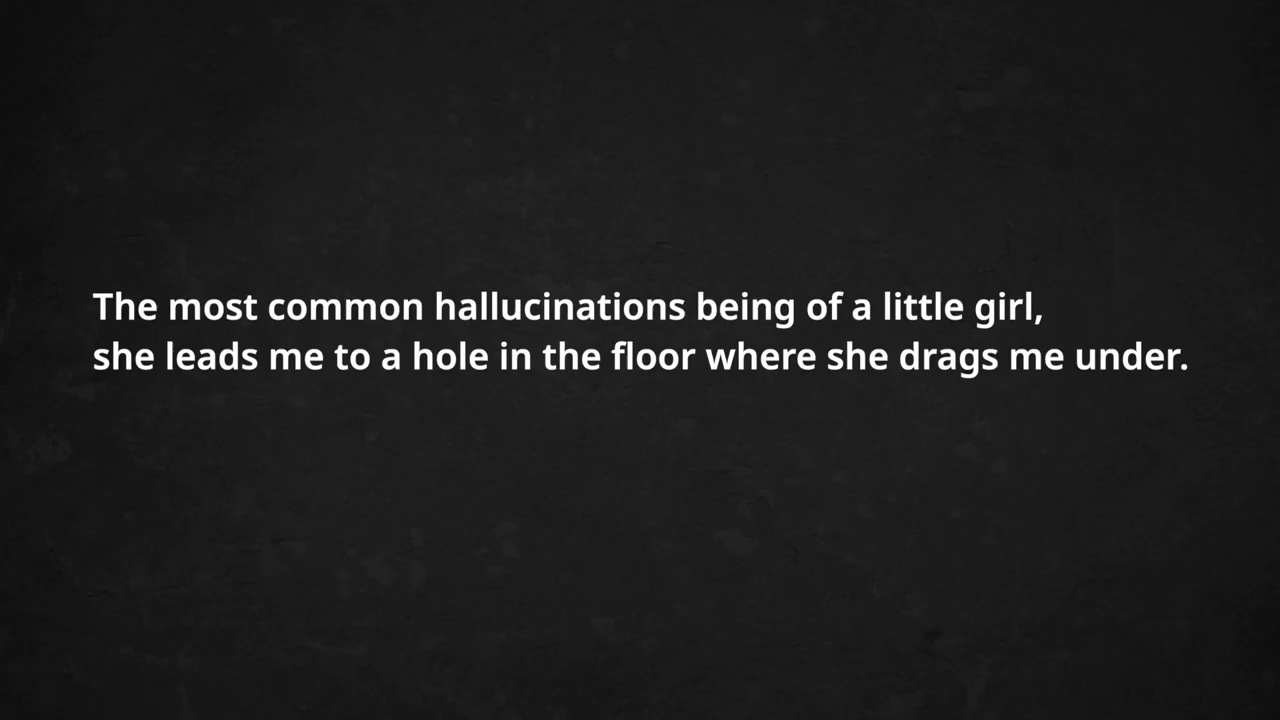 The most common hallucinations being of a little girl,
she leads me to a hole in the floor where she drags me under.